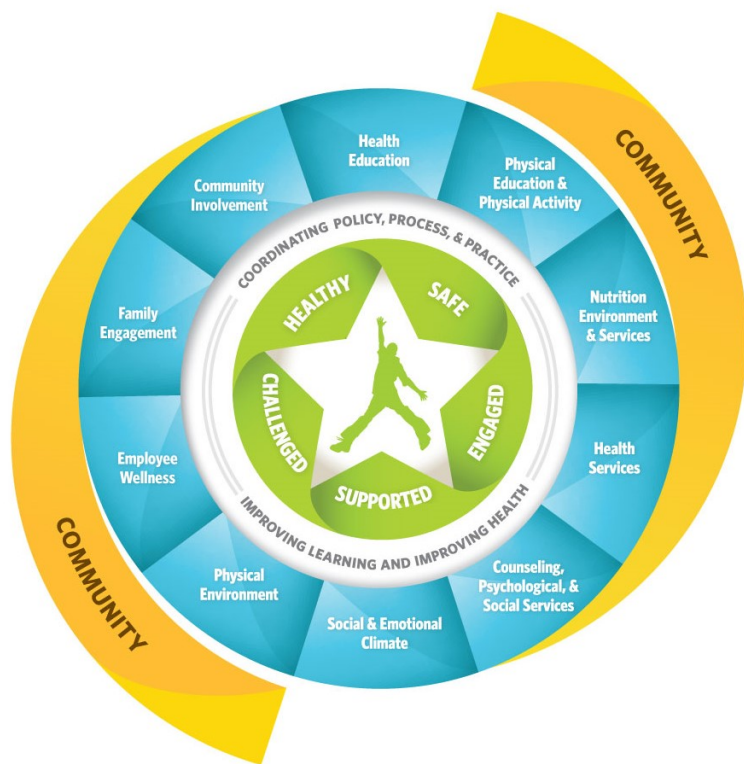 COMMUNITY
Health
Education
Physical
Education &
Physical Activity
Nutrition
Environment
& Services
Health
Services
Counseling,
Psychological, &
Social Services
Social & Emotional
Climate
Physical
Environment
Employee
Wellness
Family
Engagement
Community
Involvement
COMMUNITY
COORDINATING POLICY, PROCESS, & PRACTICE
IMPROVING LEARNING AND IMPROVING HEALTH
HEALTHY
SAFE
ENGAGED
SUPPORTED
CHALLENGED